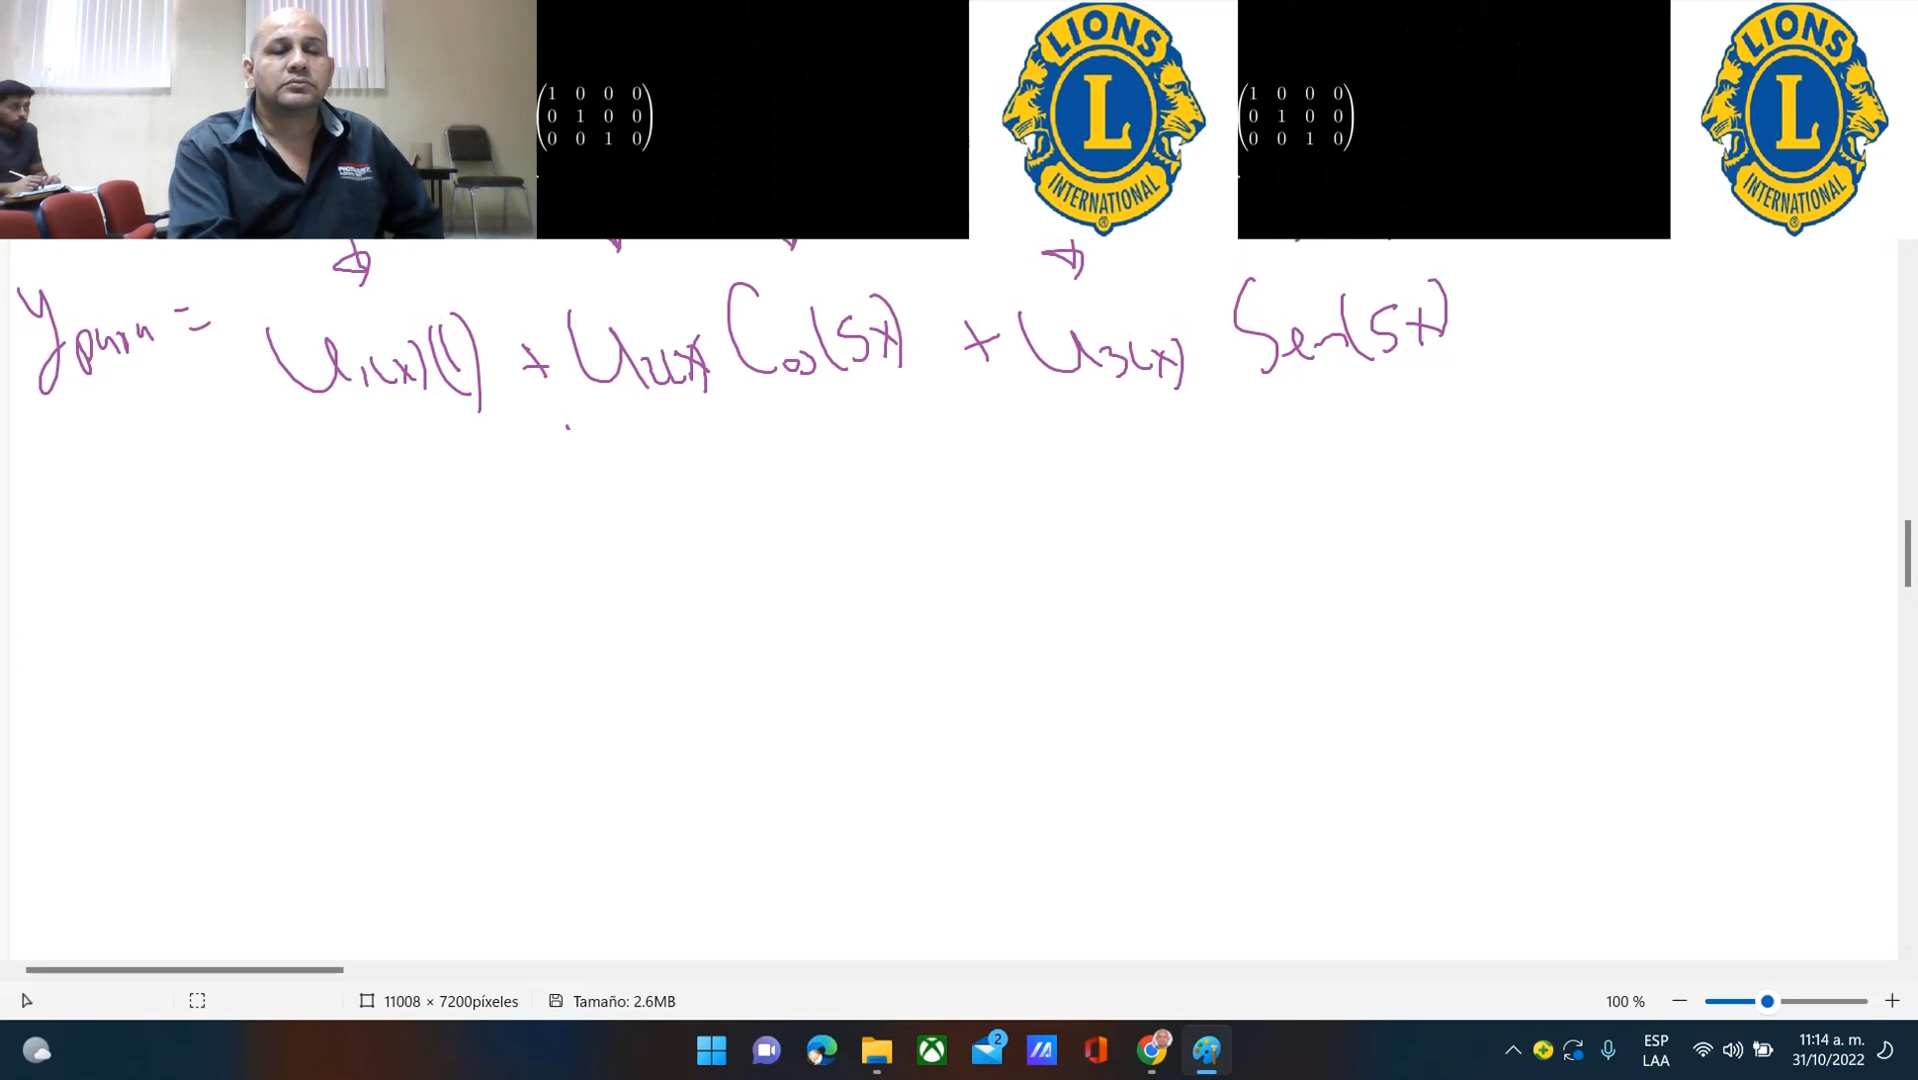 1 0 0 0
0 1 0 0
0 0 1 0
LIONS
L
INTERNATIONAL
®
1 0 0 0
0 1 0 0
0 0 1 0
LIONS
L
INTERNATIONAL
®
y = U₁(x)(1) + U₂(x) Cos(5x) + U₃(x) Sen(5x)
11008 × 7200píxeles
Tamaño: 2.6MB
100 %
2
ESP
LAA
11:14 a. m.
31/10/2022